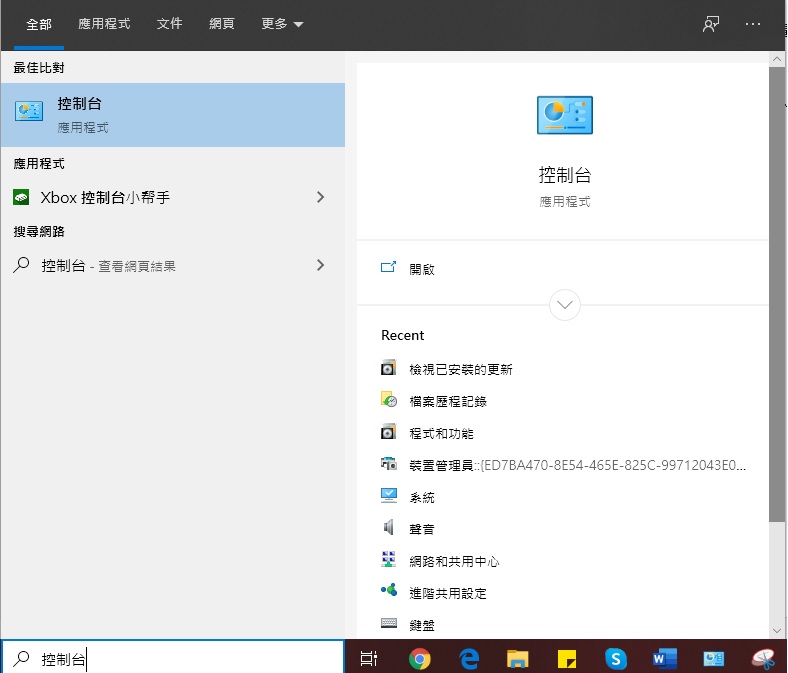 全部 應用程式 文件 網頁 更多
最佳比對
控制台
應用程式
應用程式
Xbox 控制台小幫手
搜尋網路
控制台 - 查看網頁結果
控制台
應用程式
開啟
Recent
檢視已安裝的更新
檔案歷程記錄
程式和功能
裝置管理員::{ED7BA470-8E54-465E-825C-99712043E0...
系統
聲音
網路和共用中心
進階共用設定
鍵盤
控制台